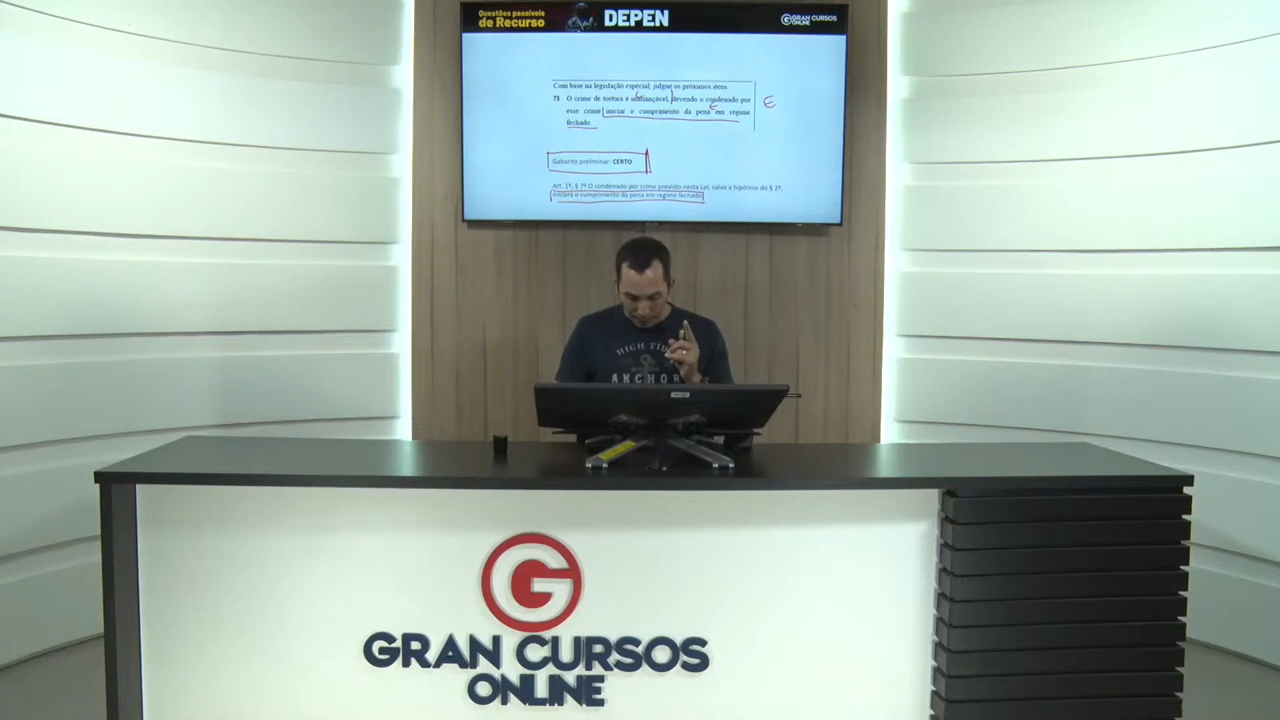 Questões passíveis
de Recurso
DEPEN
GRAN CURSOS
ONLINE
Com base na legislação especial, julgue os próximos itens.
73 O crime de tortura é inafiançável, devendo o condenado por
esse crime iniciar o cumprimento da pena em regime
fechado.
E
Gabarito preliminar: CERTO
Art. 1º, § 7º O condenado por crime previsto nesta Lei, salvo a hipótese do § 2º,
iniciará o cumprimento da pena em regime fechado.
HIGH TIDE
ANCHOR
G
GRAN CURSOS
ONLINE